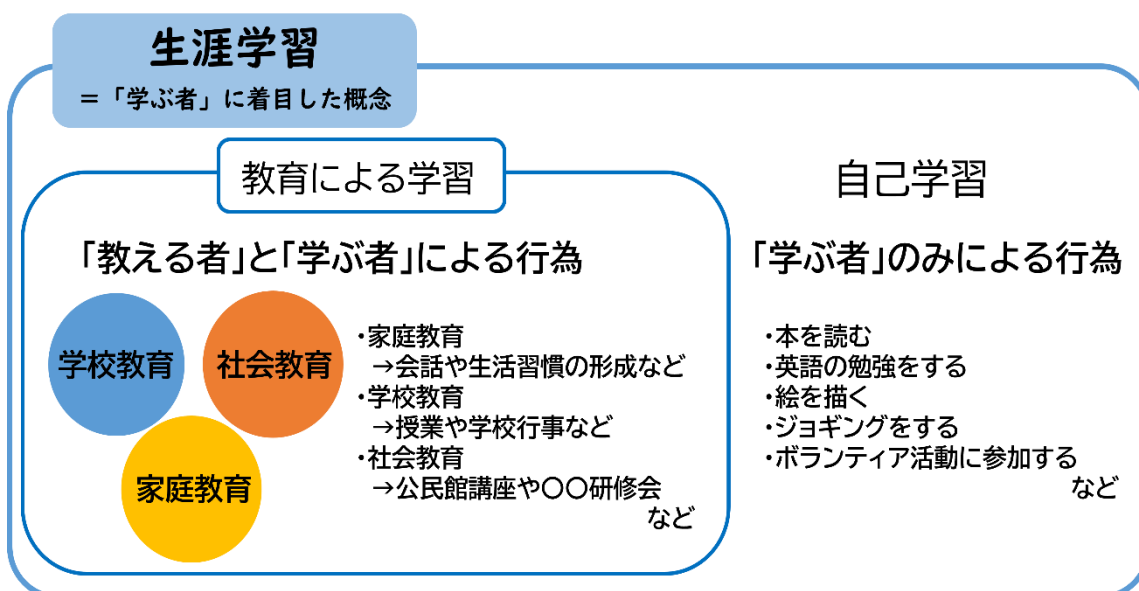 生涯学習
＝「学ぶ者」に着目した概念
教育による学習
「教える者」と「学ぶ者」による行為
学校教育
社会教育
家庭教育
・家庭教育
→会話や生活習慣の形成など
・学校教育
→授業や学校行事など
・社会教育
→公民館講座や〇〇研修会
など
自己学習
「学ぶ者」のみによる行為
・本を読む
・英語の勉強をする
・絵を描く
・ジョギングをする
・ボランティア活動に参加する
など